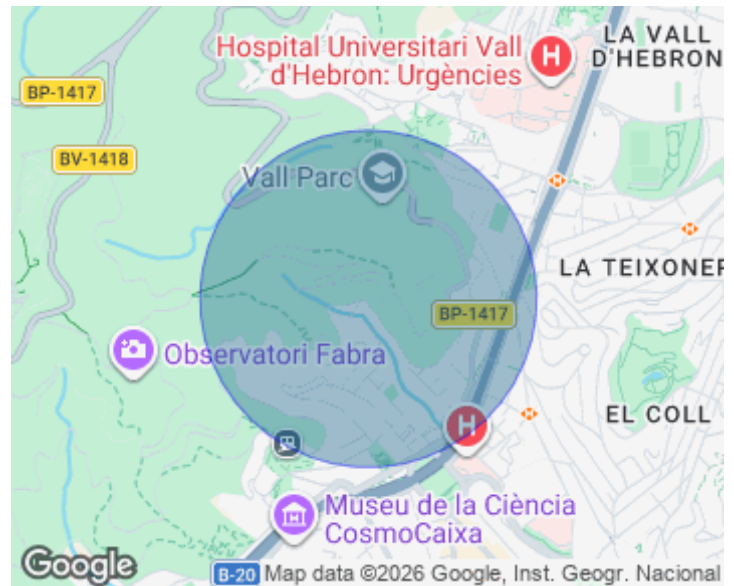 LA VALL
D'HEBRON
Hospital Universitari Vall
d'Hebron: Urgències
H
BP-1417
BV-1418
Vall Parc
LA TEIXONER
BP-1417
Observatori Fabra
EL COLL
H
Museu de la Ciència
CosmoCaixa
Google
B-20 Map data ©2026 Google, Inst. Geogr. Nacional